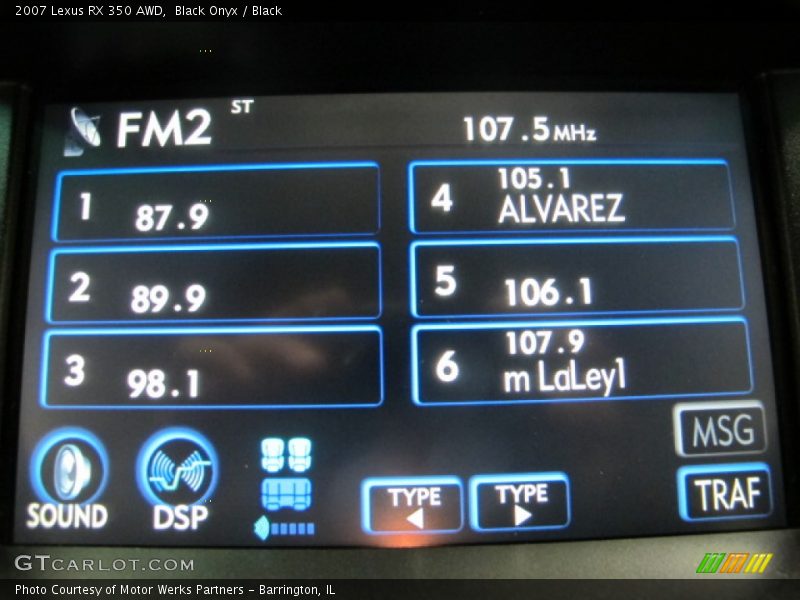 2007 Lexus RX 350 AWD,  Black Onyx / Black
FM2 ST 107.5 MHz
1 87.9
2 89.9
3 98.1
4 105.1
ALVAREZ
5 106.1
6 107.9
m LaLey1
MSG
TRAF
SOUND
DSP
TYPE
TYPE
GTCARLOT.COM
Photo Courtesy of Motor Werks Partners - Barrington, IL